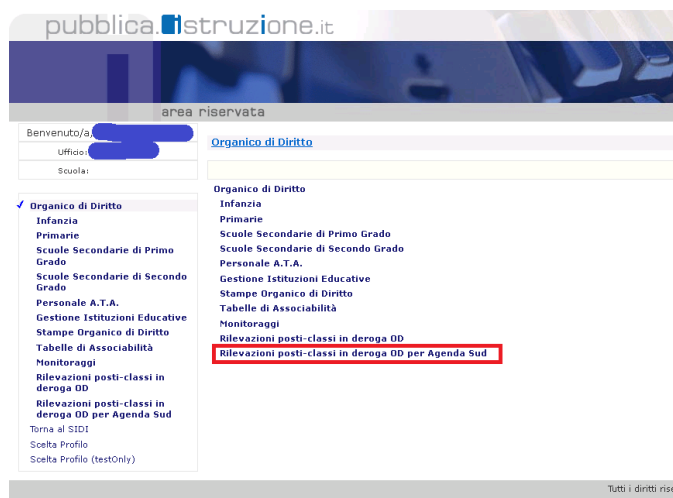 pubblica.istruzione.it
area riservata
Benvenuto/a,
Ufficio:
Scuola:
Organico di Diritto
Infanzia
Primarie
Scuole Secondarie di Primo
Grado
Scuole Secondarie di Secondo
Grado
Personale A.T.A.
Gestione Istituzioni Educative
Stampe Organico di Diritto
Tabelle di Associabilità
Monitoraggi
Rilevazioni posti-classi in
deroga OD
Rilevazioni posti-classi in
deroga OD per Agenda Sud
Torna al SIDI
Scelta Profilo
Scelta Profilo (testOnly)
Organico di Diritto
Organico di Diritto
Infanzia
Primarie
Scuole Secondarie di Primo Grado
Scuole Secondarie di Secondo Grado
Personale A.T.A.
Gestione Istituzioni Educative
Stampe Organico di Diritto
Tabelle di Associabilità
Monitoraggi
Rilevazioni posti-classi in deroga OD
Rilevazioni posti-classi in deroga OD per Agenda Sud
Tutti i diritti rise